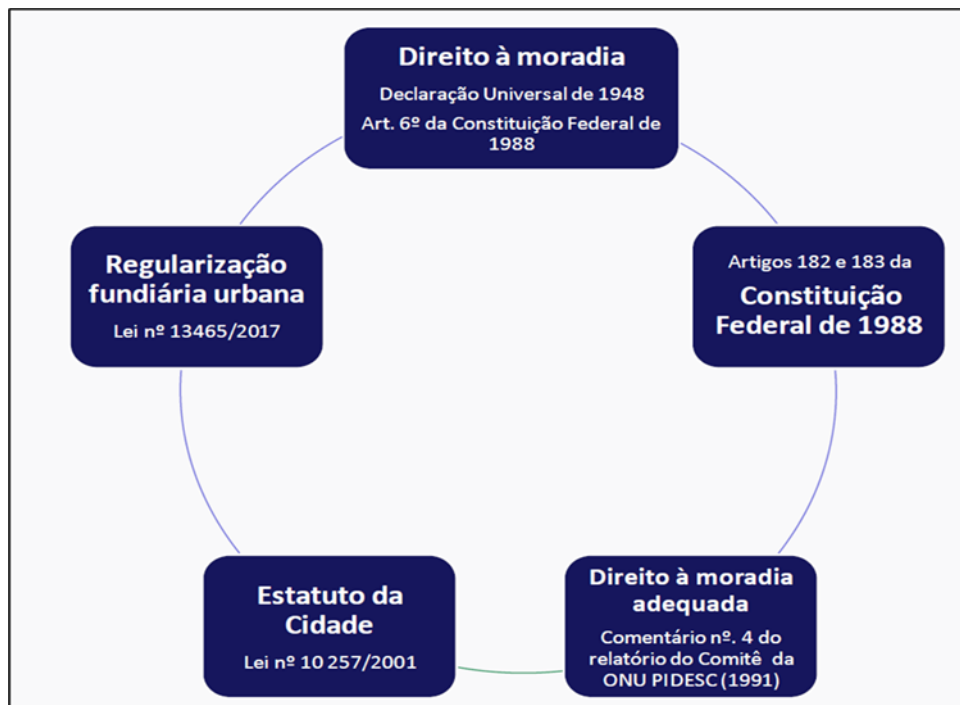 Direito à moradia
Declaração Universal de 1948
Art. 6º da Constituição Federal de
1988
Regularização
fundiária urbana
Lei nº 13465/2017
Artigos 182 e 183 da
Constituição
Federal de 1988
Estatuto da
Cidade
Lei nº 10 257/2001
Direito à moradia
adequada
Comentário nº. 4 do
relatório do Comitê da
ONU PIDESC (1991)